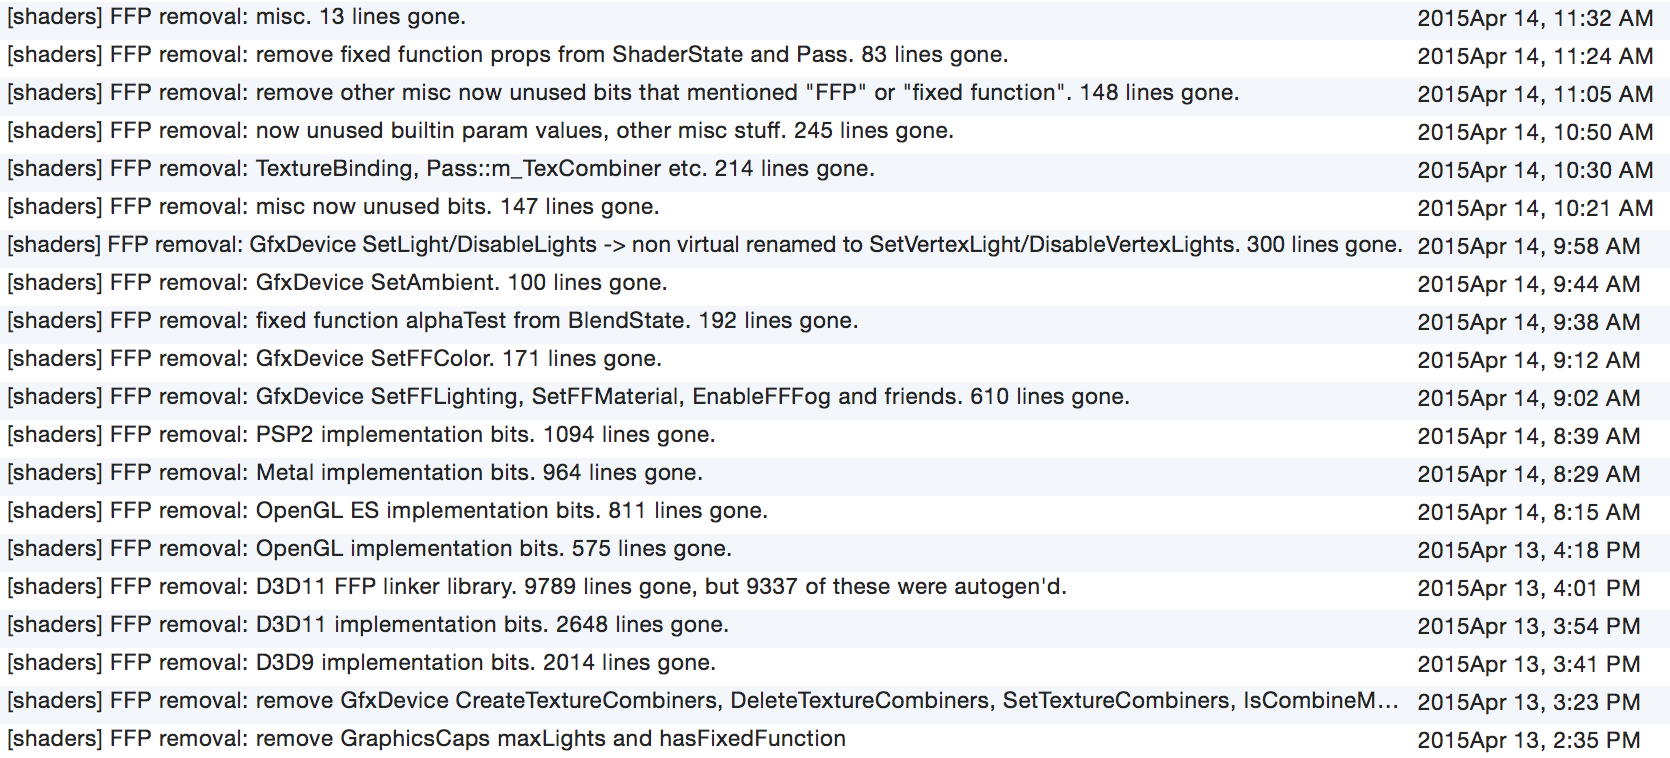 [shaders] FFP removal: misc. 13 lines gone. 2015Apr 14, 11:32 AM
[shaders] FFP removal: remove fixed function props from ShaderState and Pass. 83 lines gone. 2015Apr 14, 11:24 AM
[shaders] FFP removal: remove other misc now unused bits that mentioned "FFP" or "fixed function". 148 lines gone. 2015Apr 14, 11:05 AM
[shaders] FFP removal: now unused builtin param values, other misc stuff. 245 lines gone. 2015Apr 14, 10:50 AM
[shaders] FFP removal: TextureBinding, Pass::m_TexCombiner etc. 214 lines gone. 2015Apr 14, 10:30 AM
[shaders] FFP removal: misc now unused bits. 147 lines gone. 2015Apr 14, 10:21 AM
[shaders] FFP removal: GfxDevice SetLight/DisableLights -> non virtual renamed to SetVertexLight/DisableVertexLights. 300 lines gone. 2015Apr 14, 9:58 AM
[shaders] FFP removal: GfxDevice SetAmbient. 100 lines gone. 2015Apr 14, 9:44 AM
[shaders] FFP removal: fixed function alphaTest from BlendState. 192 lines gone. 2015Apr 14, 9:38 AM
[shaders] FFP removal: GfxDevice SetFFColor. 171 lines gone. 2015Apr 14, 9:12 AM
[shaders] FFP removal: GfxDevice SetFFLighting, SetFFMaterial, EnableFFFog and friends. 610 lines gone. 2015Apr 14, 9:02 AM
[shaders] FFP removal: PSP2 implementation bits. 1094 lines gone. 2015Apr 14, 8:39 AM
[shaders] FFP removal: Metal implementation bits. 964 lines gone. 2015Apr 14, 8:29 AM
[shaders] FFP removal: OpenGL ES implementation bits. 811 lines gone. 2015Apr 14, 8:15 AM
[shaders] FFP removal: OpenGL implementation bits. 575 lines gone. 2015Apr 13, 4:18 PM
[shaders] FFP removal: D3D11 FFP linker library. 9789 lines gone, but 9337 of these were autogen'd. 2015Apr 13, 4:01 PM
[shaders] FFP removal: D3D11 implementation bits. 2648 lines gone. 2015Apr 13, 3:54 PM
[shaders] FFP removal: D3D9 implementation bits. 2014 lines gone. 2015Apr 13, 3:41 PM
[shaders] FFP removal: remove GfxDevice CreateTextureCombiners, DeleteTextureCombiners, SetTextureCombiners, IsCombineM... 2015Apr 13, 3:23 PM
[shaders] FFP removal: remove GraphicsCaps maxLights and hasFixedFunction 2015Apr 13, 2:35 PM